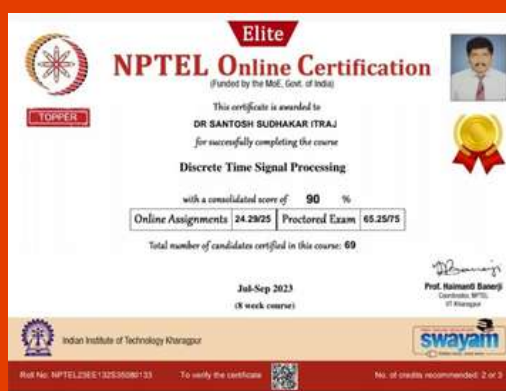 Elite
NPTEL Online Certification
(Funded by the MoE, Govt. of India)
TOPPER
This certificate is awarded to
DR SANTOSH SUDHAKAR ITRAJ
for successfully completing the course
Discrete Time Signal Processing
with a consolidated score of 90 %
Online Assignments 24.29/25 Proctored Exam 65.25/75
Total number of candidates certified in this course: 69
Jul-Sep 2023
(8 week course)
Prof. Haimanti Banerji
Coordinator, NPTEL
IIT Kharagpur
Indian Institute of Technology Kharagpur
swayam
Roll No: NPTEL23EE132S35080133 To verify the certificate No. of credits recommended: 2 or 3